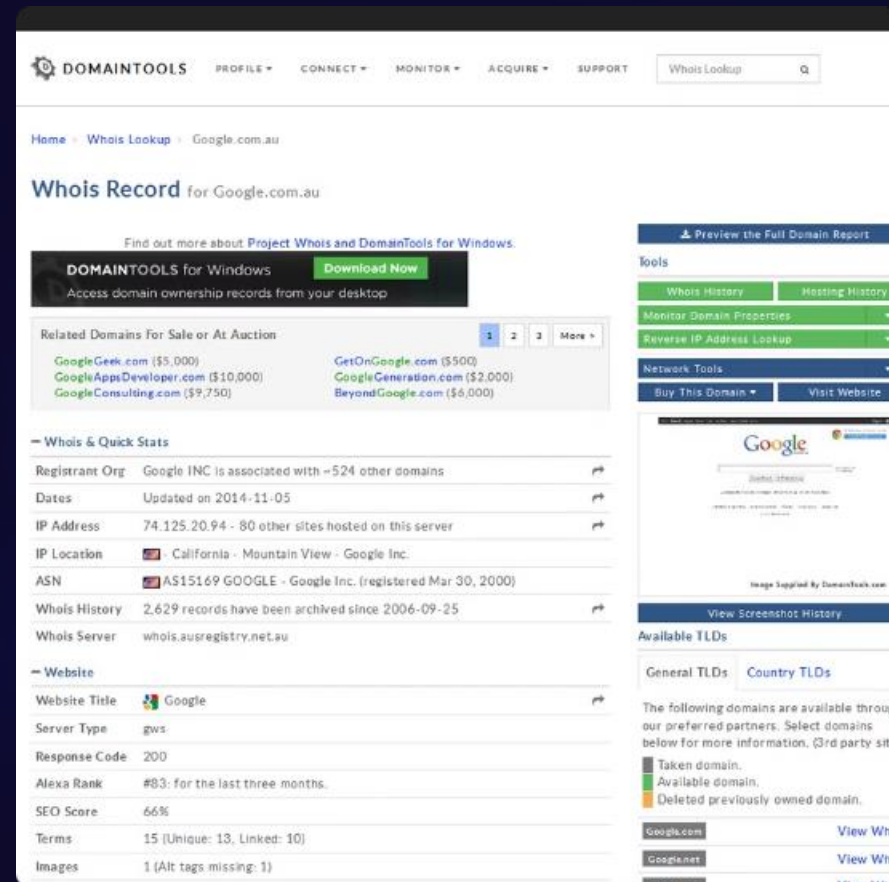 DOMAINTOOLS PROFILE CONNECT MONITOR ACQUIRE SUPPORT Whois Lookup
Home Whois Lookup Google.com.au
Whois Record for Google.com.au
Find out more about Project Whois and DomainTools for Windows.
DOMAINTOOLS for Windows Download Now
Access domain ownership records from your desktop
Related Domains For Sale or At Auction 1 2 3 More >
GoogleGeek.com ($5,000) GetOnGoogle.com ($500)
GoogleAppsDeveloper.com ($10,000) GoogleGeneration.com ($2,000)
GoogleConsulting.com ($9,750) BeyondGoogle.com ($6,000)
— Whois & Quick Stats
Registrant Org Google INC is associated with ~524 other domains
Dates Updated on 2014-11-05
IP Address 74.125.20.94 - 80 other sites hosted on this server
IP Location - California - Mountain View - Google Inc.
ASN AS15169 GOOGLE - Google Inc. (registered Mar 30, 2000)
Whois History 2,629 records have been archived since 2006-09-25
Whois Server whois.ausregistry.net.au
— Website
Website Title Google
Server Type gws
Response Code 200
Alexa Rank #83: for the last three months.
SEO Score 66%
Terms 15 (Unique: 13, Linked: 10)
Images 1 (Alt tags missing: 1)
Preview the Full Domain Report
Tools
Whois History Hosting History
Monitor Domain Properties
Reverse IP Address Lookup
Network Tools
Buy This Domain Visit Website
Google
Image Supplied By DomainTools.com
View Screenshot History
Available TLDs
General TLDs Country TLDs
The following domains are available throu
our preferred partners. Select domains
below for more information. (3rd party sit
Taken domain.
Available domain.
Deleted previously owned domain.
Google.com View Wh
Google.net View Wh